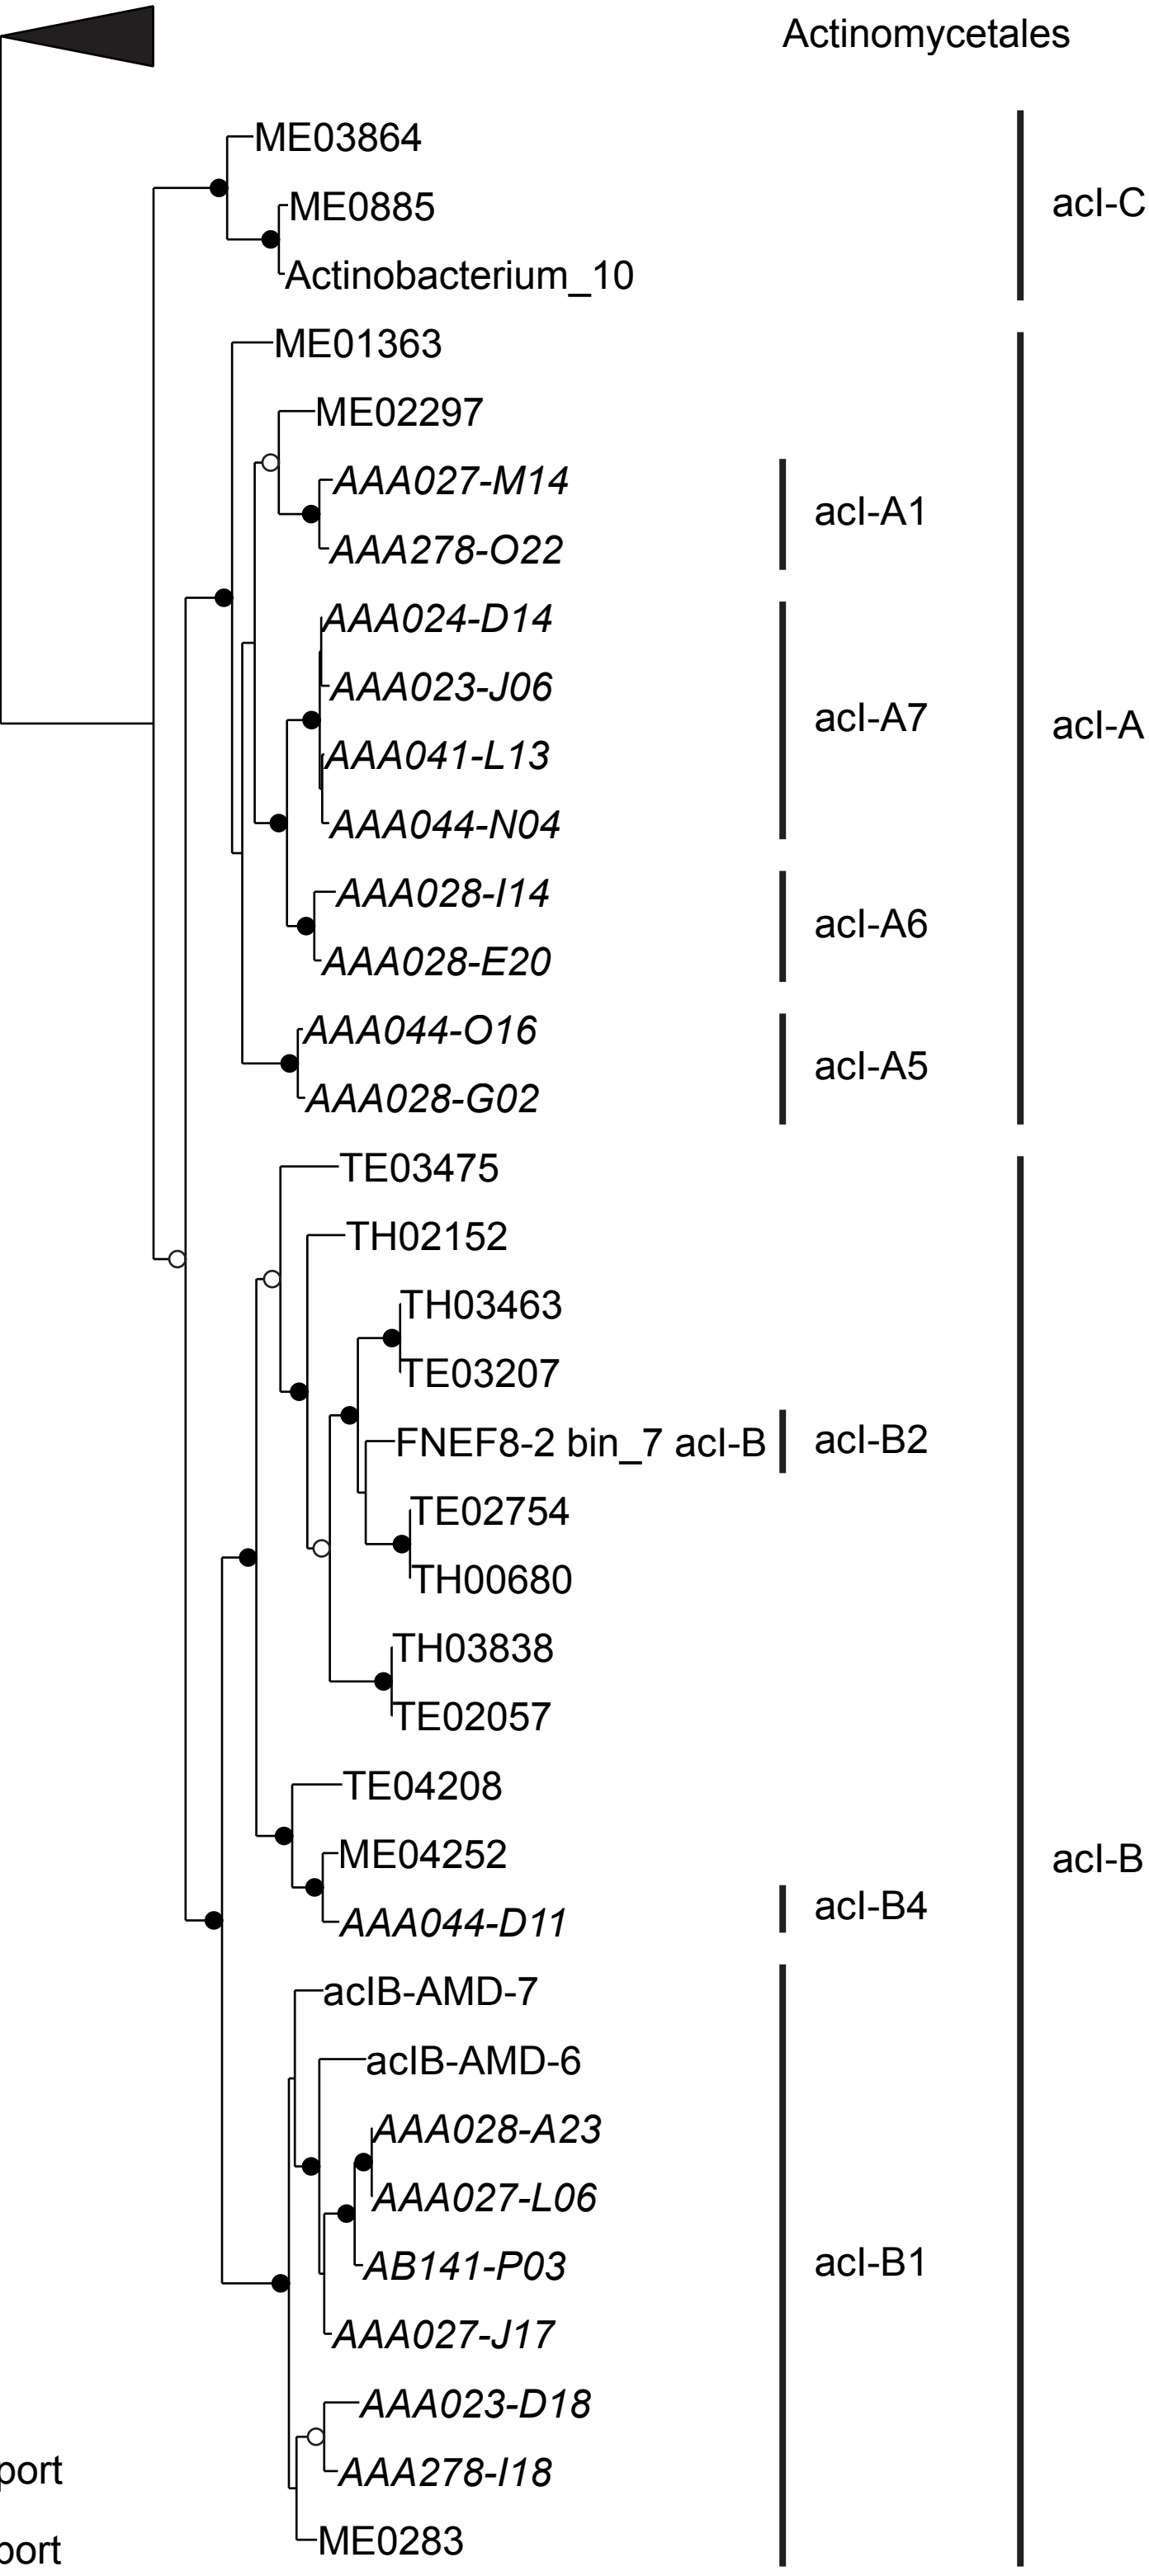 Actinomycetales
ME03864
ME0885
acI-C
Actinobacterium_10
ME01363
ME02297
AAA027-M14
acI-A1
AAA278-O22
AAA024-D14
AAA023-J06
acI-A7
acI-A
AAA041-L13
AAA044-N04
AAA028-I14
acI-A6
AAA028-E20
AAA044-O16
acI-A5
AAA028-G02
TE03475
TH02152
TH03463
TE03207
FNEF8-2 bin_7 acI-B
acI-B2
TE02754
TH00680
TH03838
TE02057
TE04208
ME04252
acI-B
AAA044-D11
acI-B4
acIB-AMD-7
acIB-AMD-6
AAA028-A23
AAA027-L06
AB141-P03
acI-B1
AAA027-J17
AAA023-D18
AAA278-I18
port
ME0283
port